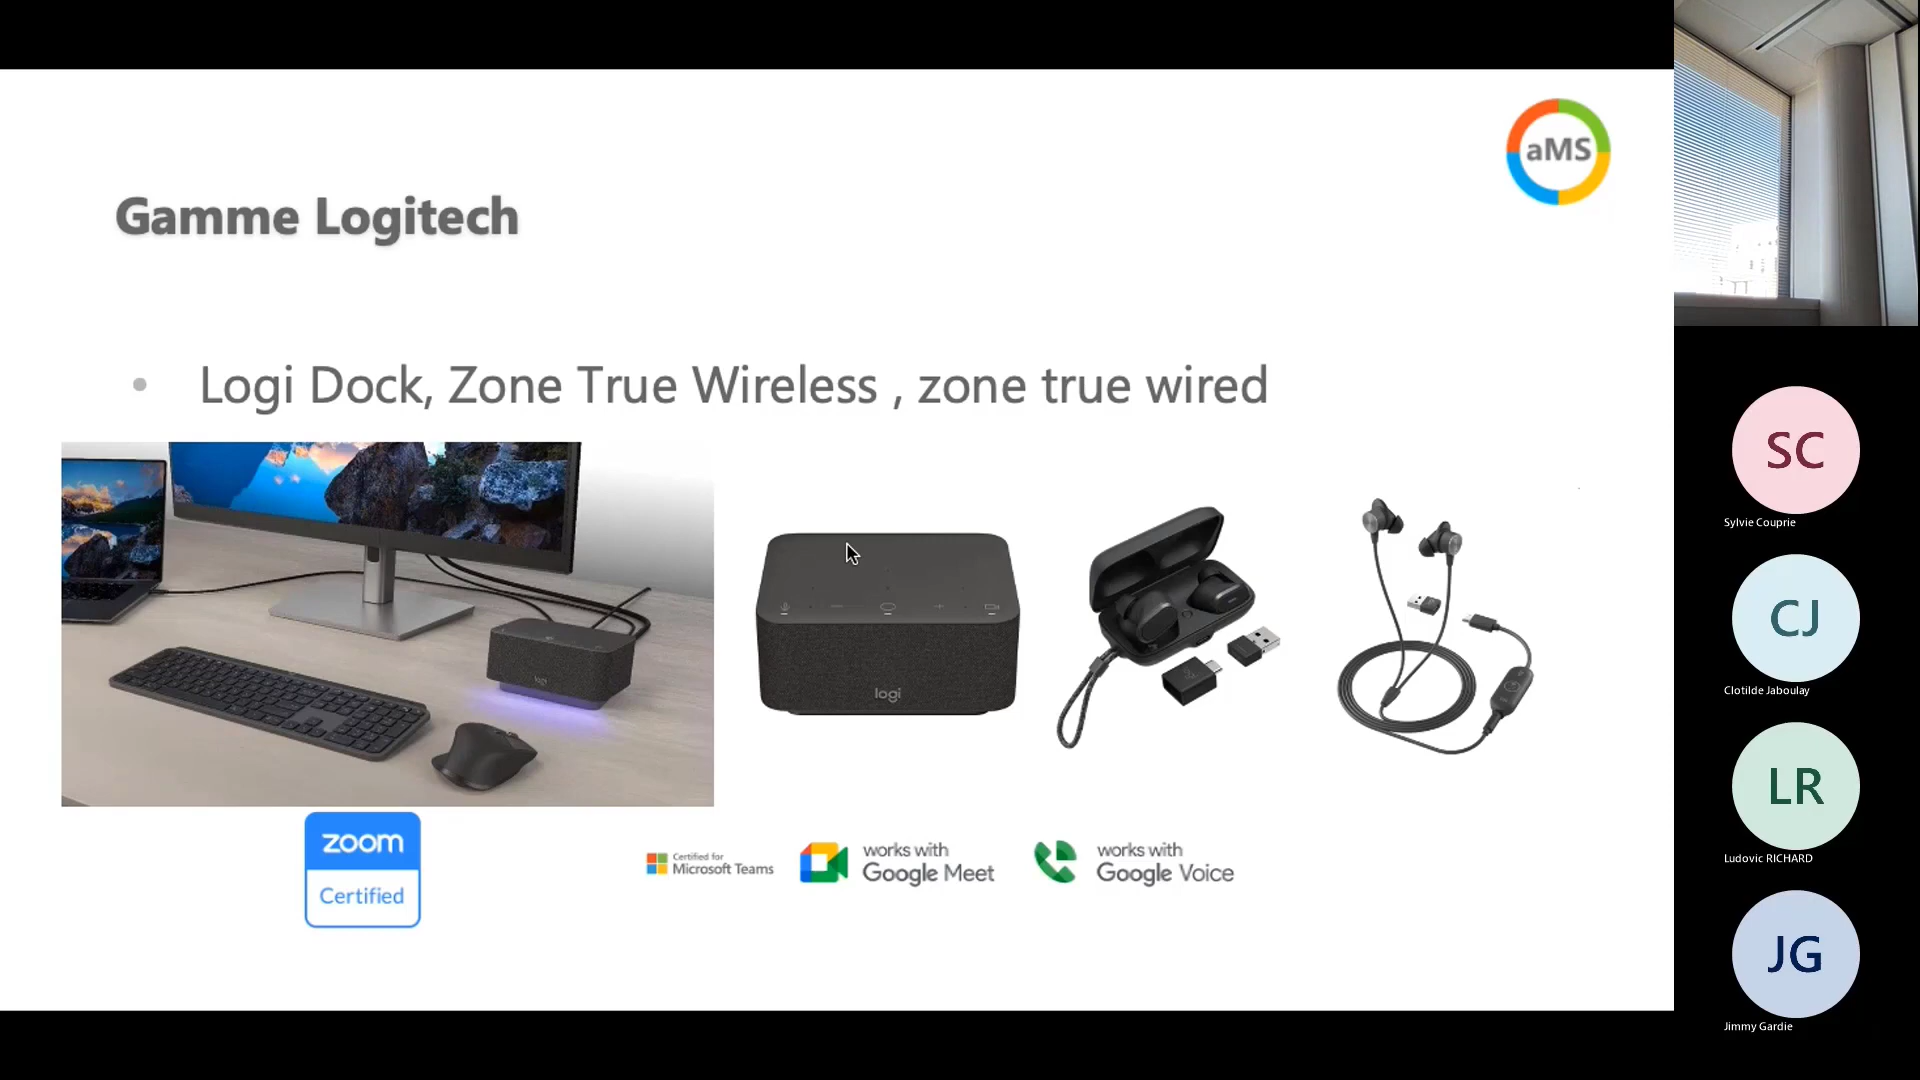 aMS
Gamme Logitech
• Logi Dock, Zone True Wireless , zone true wired
logi
logi
zoom
Certified
Certified for
Microsoft Teams
works with
Google Meet
works with
Google Voice
SC
Sylvie Couprie
CJ
Clotilde Jaboulay
LR
Ludovic RICHARD
JG
Jimmy Gardie